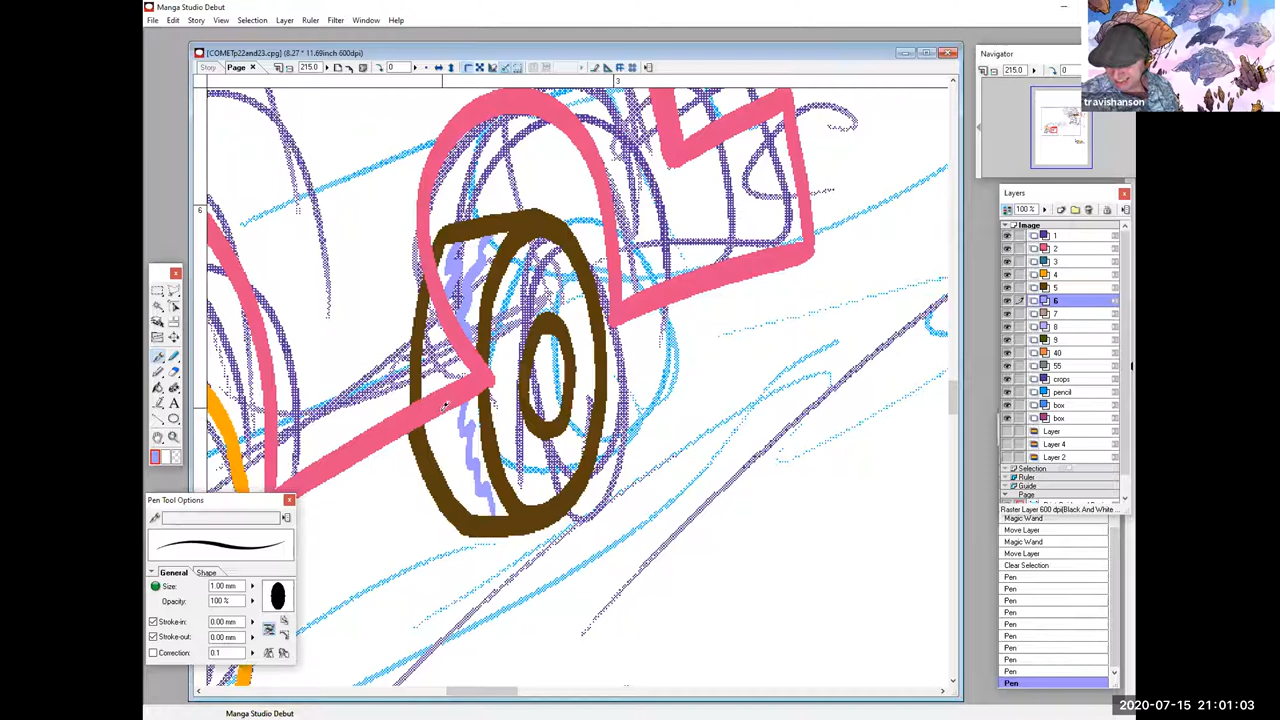 Manga Studio Debut
File Edit Story View Selection Layer Ruler Filter Window Help
[COMETp22and23.cpg] (8.27 * 11.69inch 600dpi)
Story Page 215.0 0
3
6
Navigator
215.0 0
travishanson
Layers
100 %
Image
1
2
3
4
5
6
7
8
9
40
55
crops
pencil
box
box
Layer
Layer 4
Layer 2
Selection
Ruler
Guide
Page
Raster Layer 600 dpi(Black And White ...
Magic Wand
Move Layer
Magic Wand
Move Layer
Clear Selection
Pen
Pen
Pen
Pen
Pen
Pen
Pen
Pen
Pen
Pen
Pen Tool Options
General Shape
Size: 1.00 mm
Opacity: 100 %
Stroke-in: 0.00 mm
Stroke-out: 0.00 mm
Correction: 0.1
Manga Studio Debut
2020-07-15 21:01:03